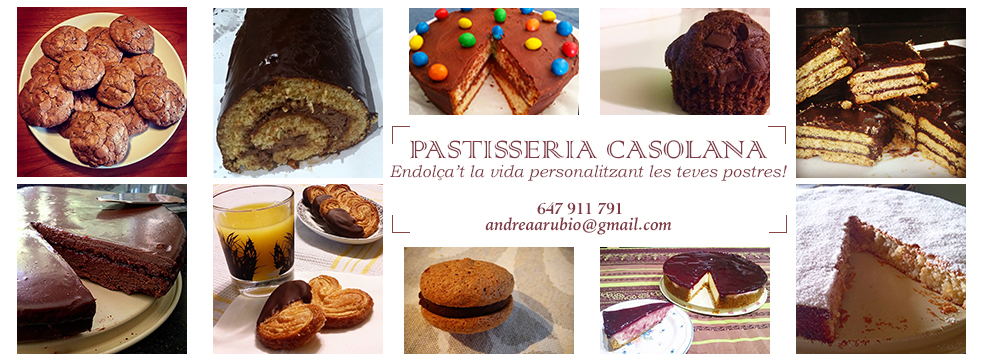 PASTISSERIA CASOLANA
Endolça't la vida personalitzant les teves postres!
647 911 791
andreaarubio@gmail.com